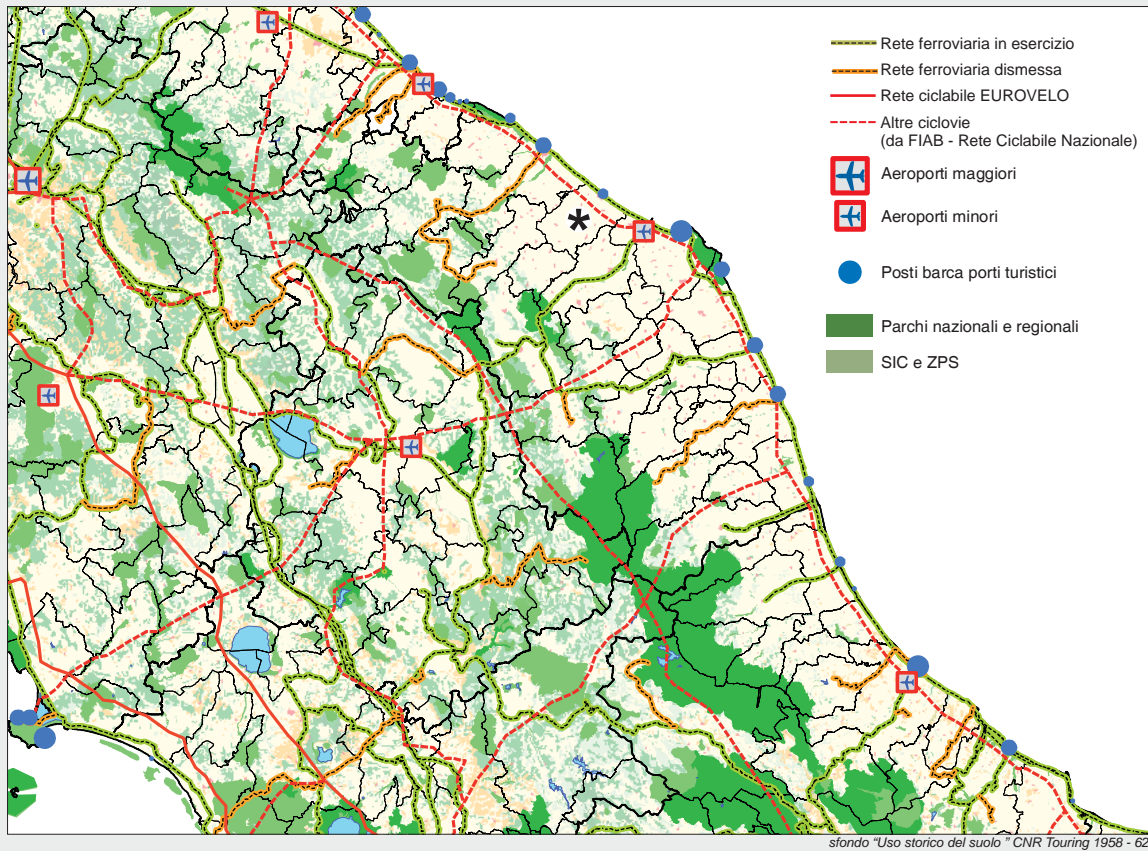 Rete ferroviaria in esercizio
Rete ferroviaria dismessa
Rete ciclabile EUROVELO
Altre ciclovie
(da FIAB - Rete Ciclabile Nazionale)
Aeroporti maggiori
Aeroporti minori
Posti barca porti turistici
Parchi nazionali e regionali
SIC e ZPS
*
sfondo "Uso storico del suolo " CNR Touring 1958 - 62